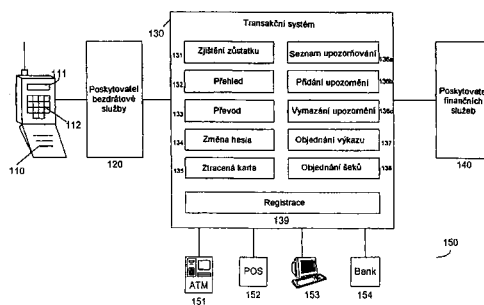 130
Transakční systém
111
112
110
Poskytovatel
bezdrátové
služby
120
131
Zjištění zůstatku
132
Přehled
133
Převod
134
Změna hesla
135
Ztracená karta
Seznam upozorňování
136a
Přidání upozornění
136b
Vymazání upozornění
Objednání výkazu
137
Objednání šeků
138
Registrace
139
Poskytovatel
finančních
služeb
140
ATM
151
POS
152
153
Bank
154
150